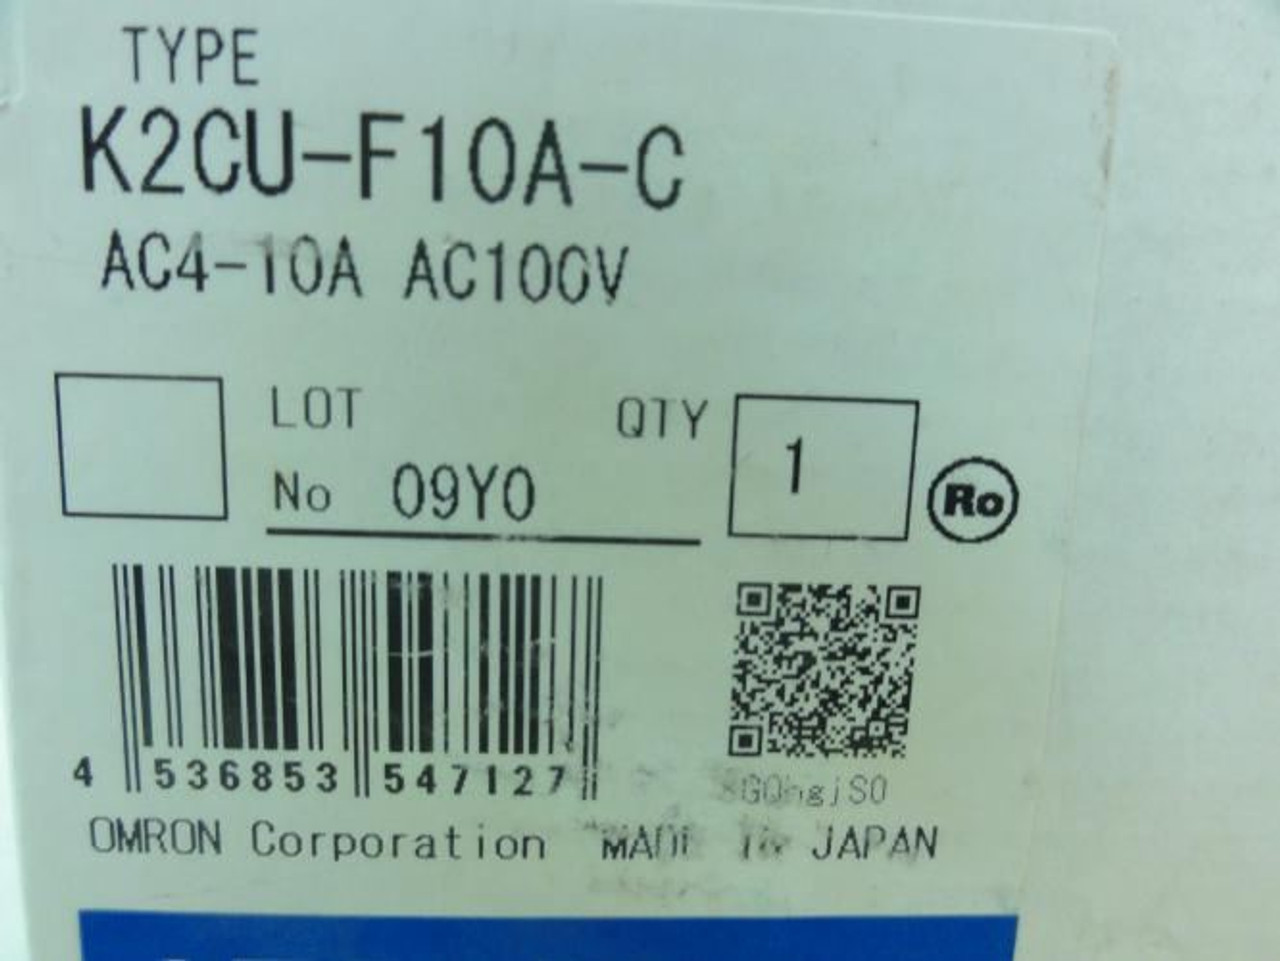 TYPE
K2CU-F10A-C
AC4-10A AC100V
LOT
QTY
1
No 09Y0
Ro
4 536853 547127
OMRON Corporation MADE IN JAPAN